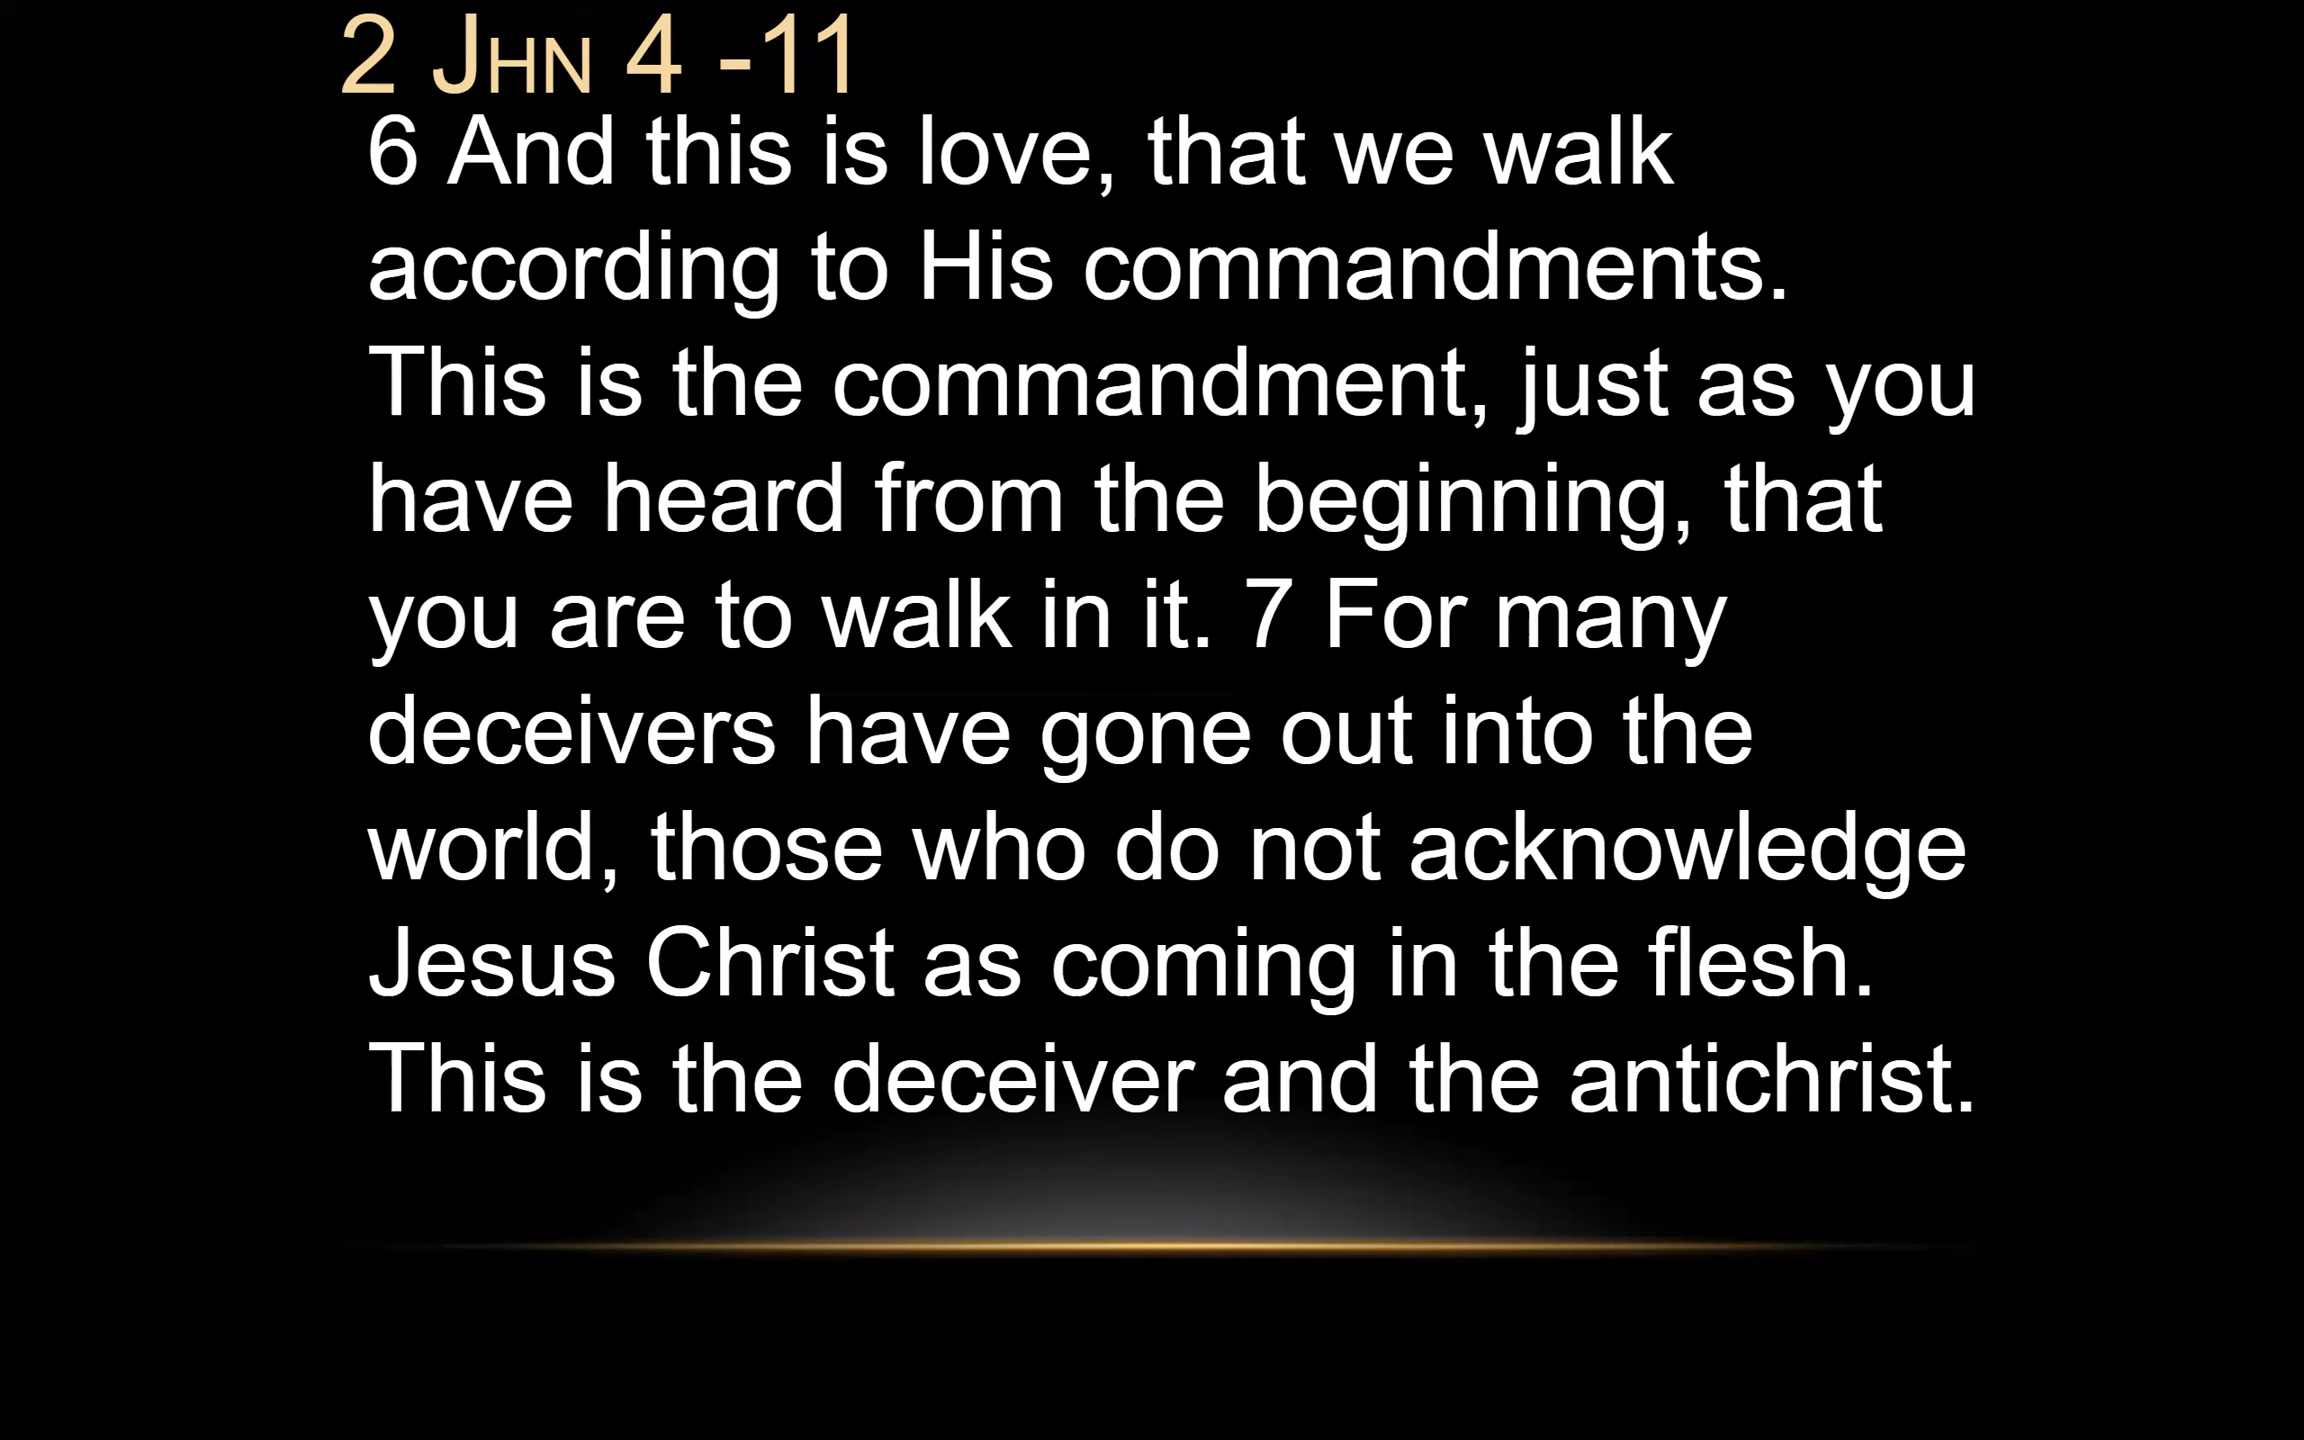 2 JHN 4 -11
6 And this is love, that we walk
according to His commandments.
This is the commandment, just as you
have heard from the beginning, that
you are to walk in it. 7 For many
deceivers have gone out into the
world, those who do not acknowledge
Jesus Christ as coming in the flesh.
This is the deceiver and the antichrist.